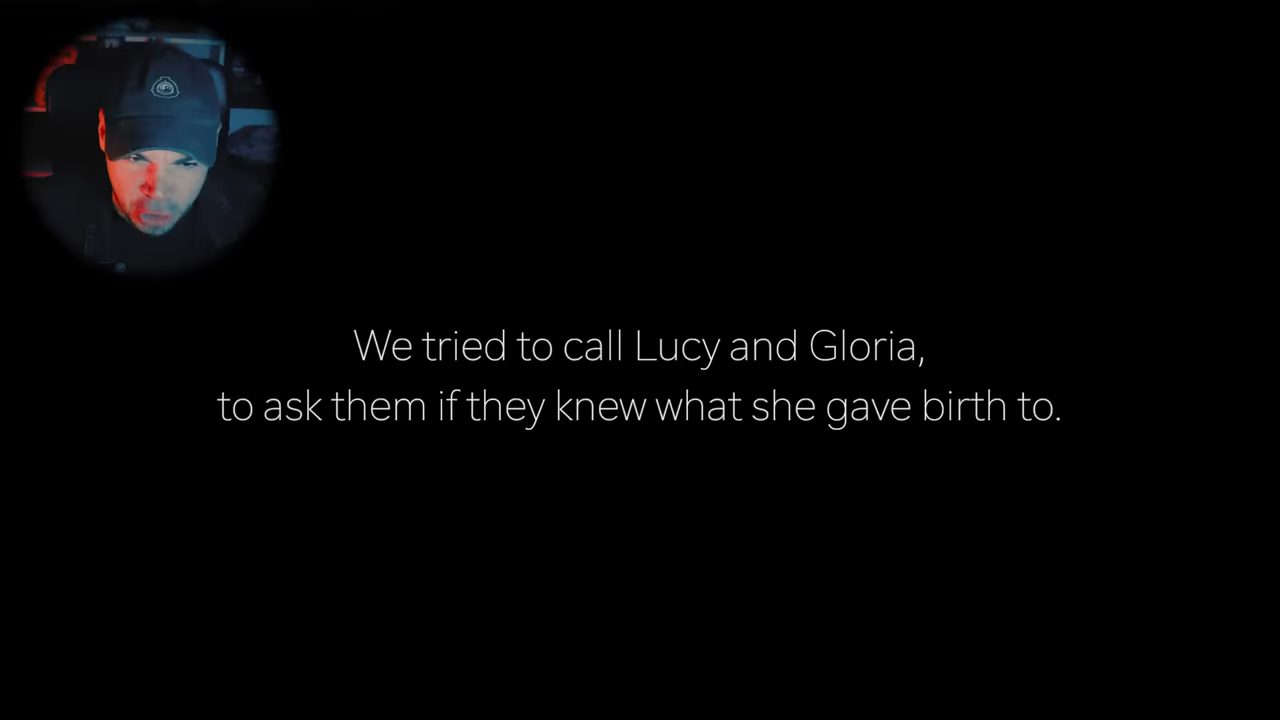 We tried to call Lucy and Gloria,
to ask them if they knew what she gave birth to.